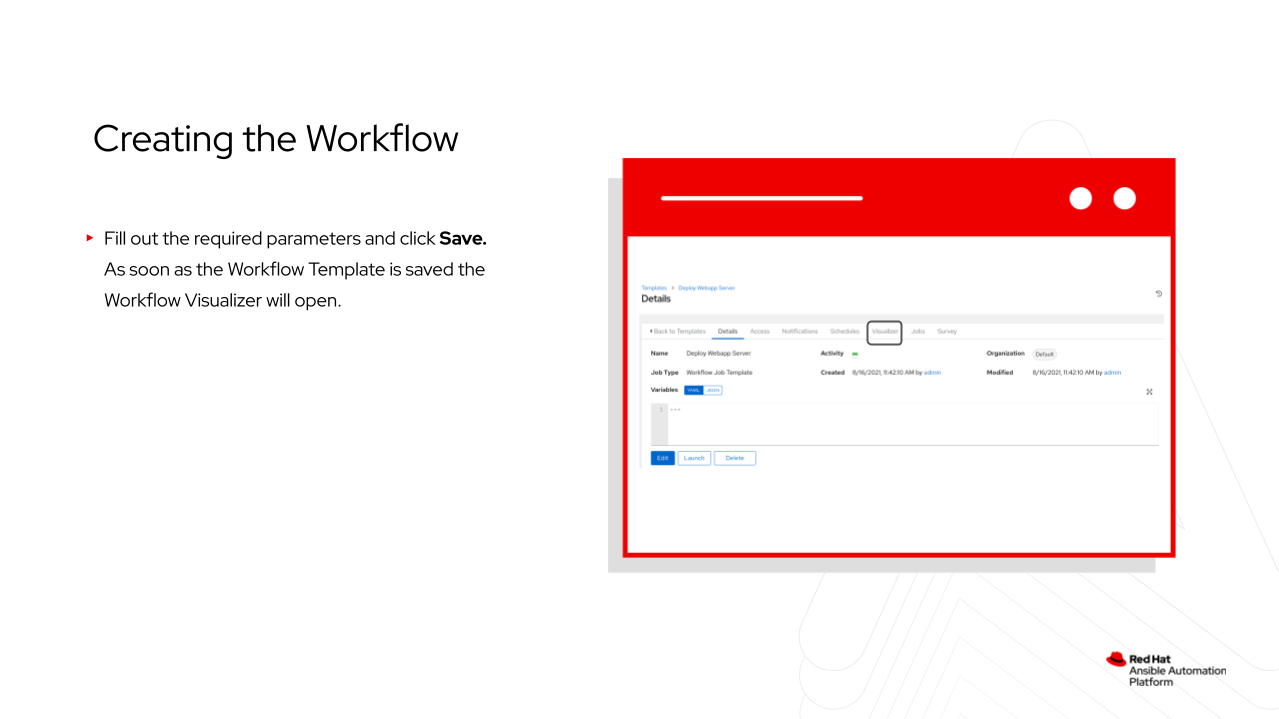 Creating the Workflow
Fill out the required parameters and click Save.
As soon as the Workflow Template is saved the
Workflow Visualizer will open.
Templates > Deploy Webapp Server
Details
Back to Templates Details Access Notifications Schedules Visualizer Jobs Survey
Name Deploy Webapp Server Activity Organization Default
Job Type Workflow Job Template Created 8/16/2021, 11:42:10 AM by admin Modified 8/16/2021, 11:42:10 AM by admin
Variables YAML JSON
1 ---
Edit Launch Delete
Red Hat
Ansible Automation
Platform